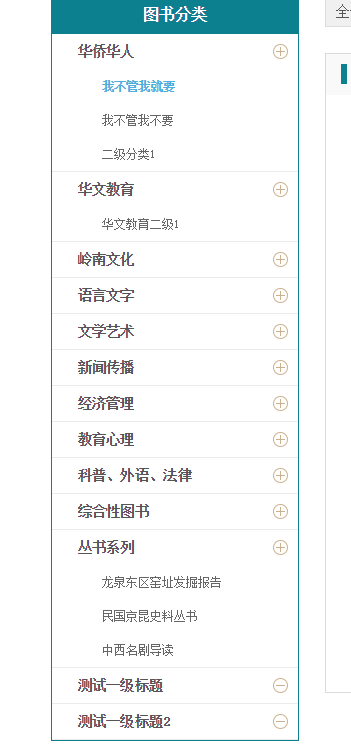 图书分类
全
华侨华人
我不管我就要
我不管我不要
二级分类1
华文教育
华文教育二级1
岭南文化
语言文字
文学艺术
新闻传播
经济管理
教育心理
科普、外语、法律
综合性图书
丛书系列
龙泉东区窑址发掘报告
民国京昆史料丛书
中西名剧导读
测试一级标题
测试一级标题2